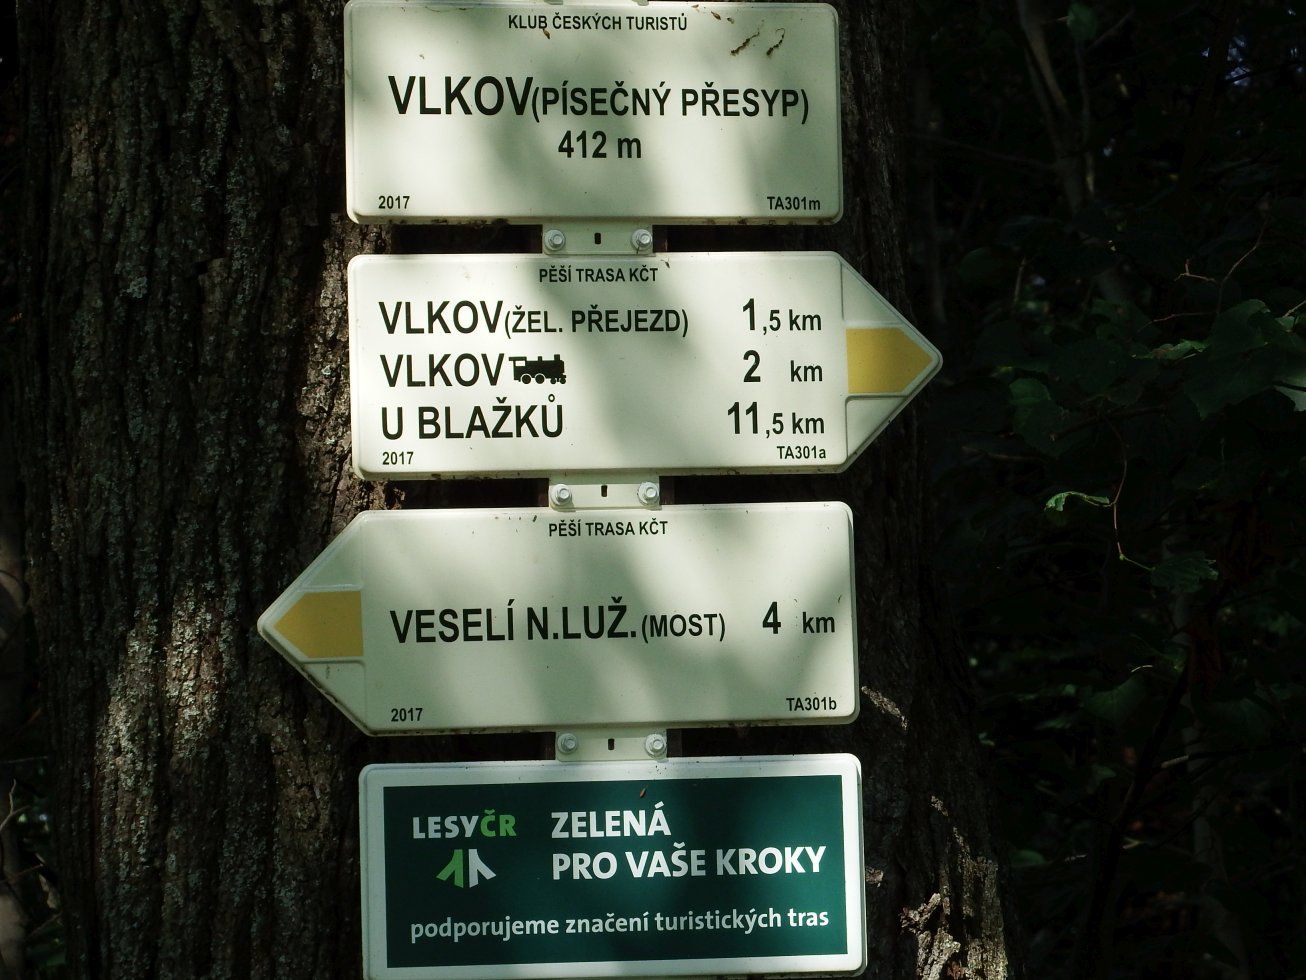 KLUB ČESKÝCH TURISTŮ
VLKOV(PÍSEČNÝ PŘESYP)
412 m
2017 TA301m
PĚŠÍ TRASA KČT
VLKOV(ŽEL. PŘEJEZD) 1,5 km
VLKOV 2 km
U BLAŽKŮ 11,5 km
2017 TA301a
PĚŠÍ TRASA KČT
VESELÍ N.LUŽ.(MOST) 4 km
2017 TA301b
LESYČR ZELENÁ
PRO VAŠE KROKY
podporujeme značení turistických tras